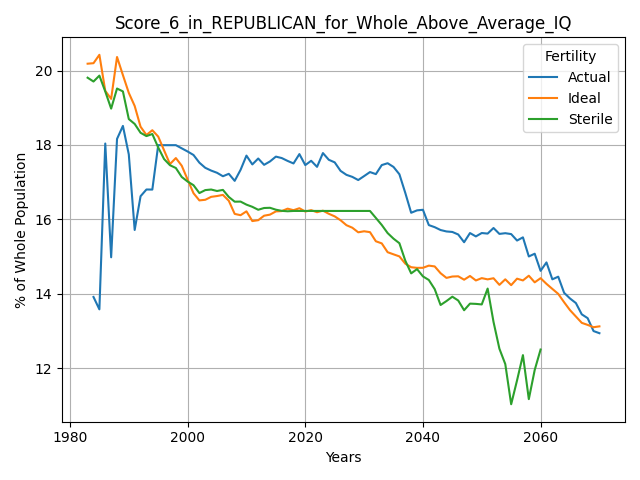 Score_6_in_REPUBLICAN_for_Whole_Above_Average_IQ
Fertility
Actual
Ideal
Sterile
% of Whole Population
20
18
16
14
12
1980
2000
2020
2040
2060
Years